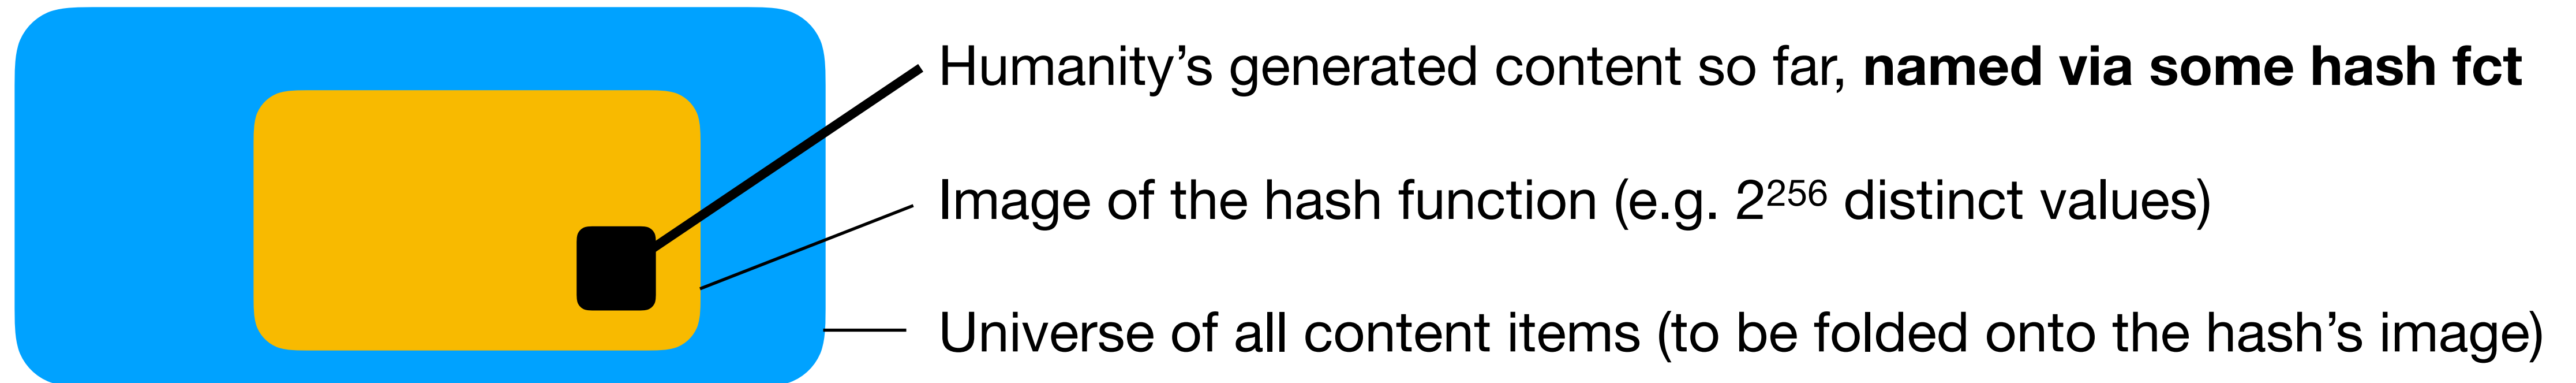 Humanity’s generated content so far, named via some hash fct
Image of the hash function (e.g. 2²⁵⁶ distinct values)
Universe of all content items (to be folded onto the hash’s image)